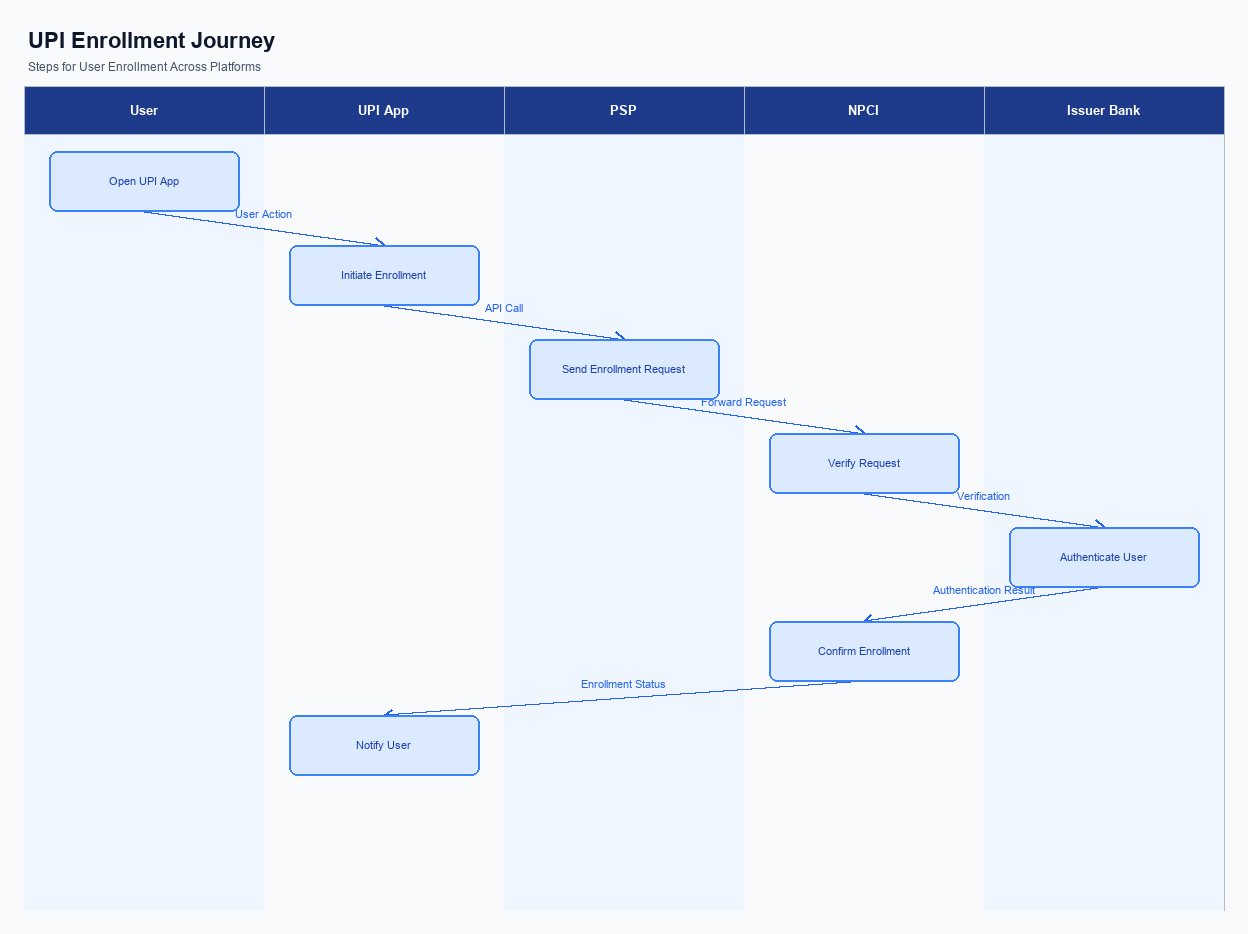 UPI Enrollment Journey
Steps for User Enrollment Across Platforms
User
UPI App
PSP
NPCI
Issuer Bank
Open UPI App
User Action
Initiate Enrollment
API Call
Send Enrollment Request
Forward Request
Verify Request
Verification
Authenticate User
Authentication Result
Confirm Enrollment
Enrollment Status
Notify User